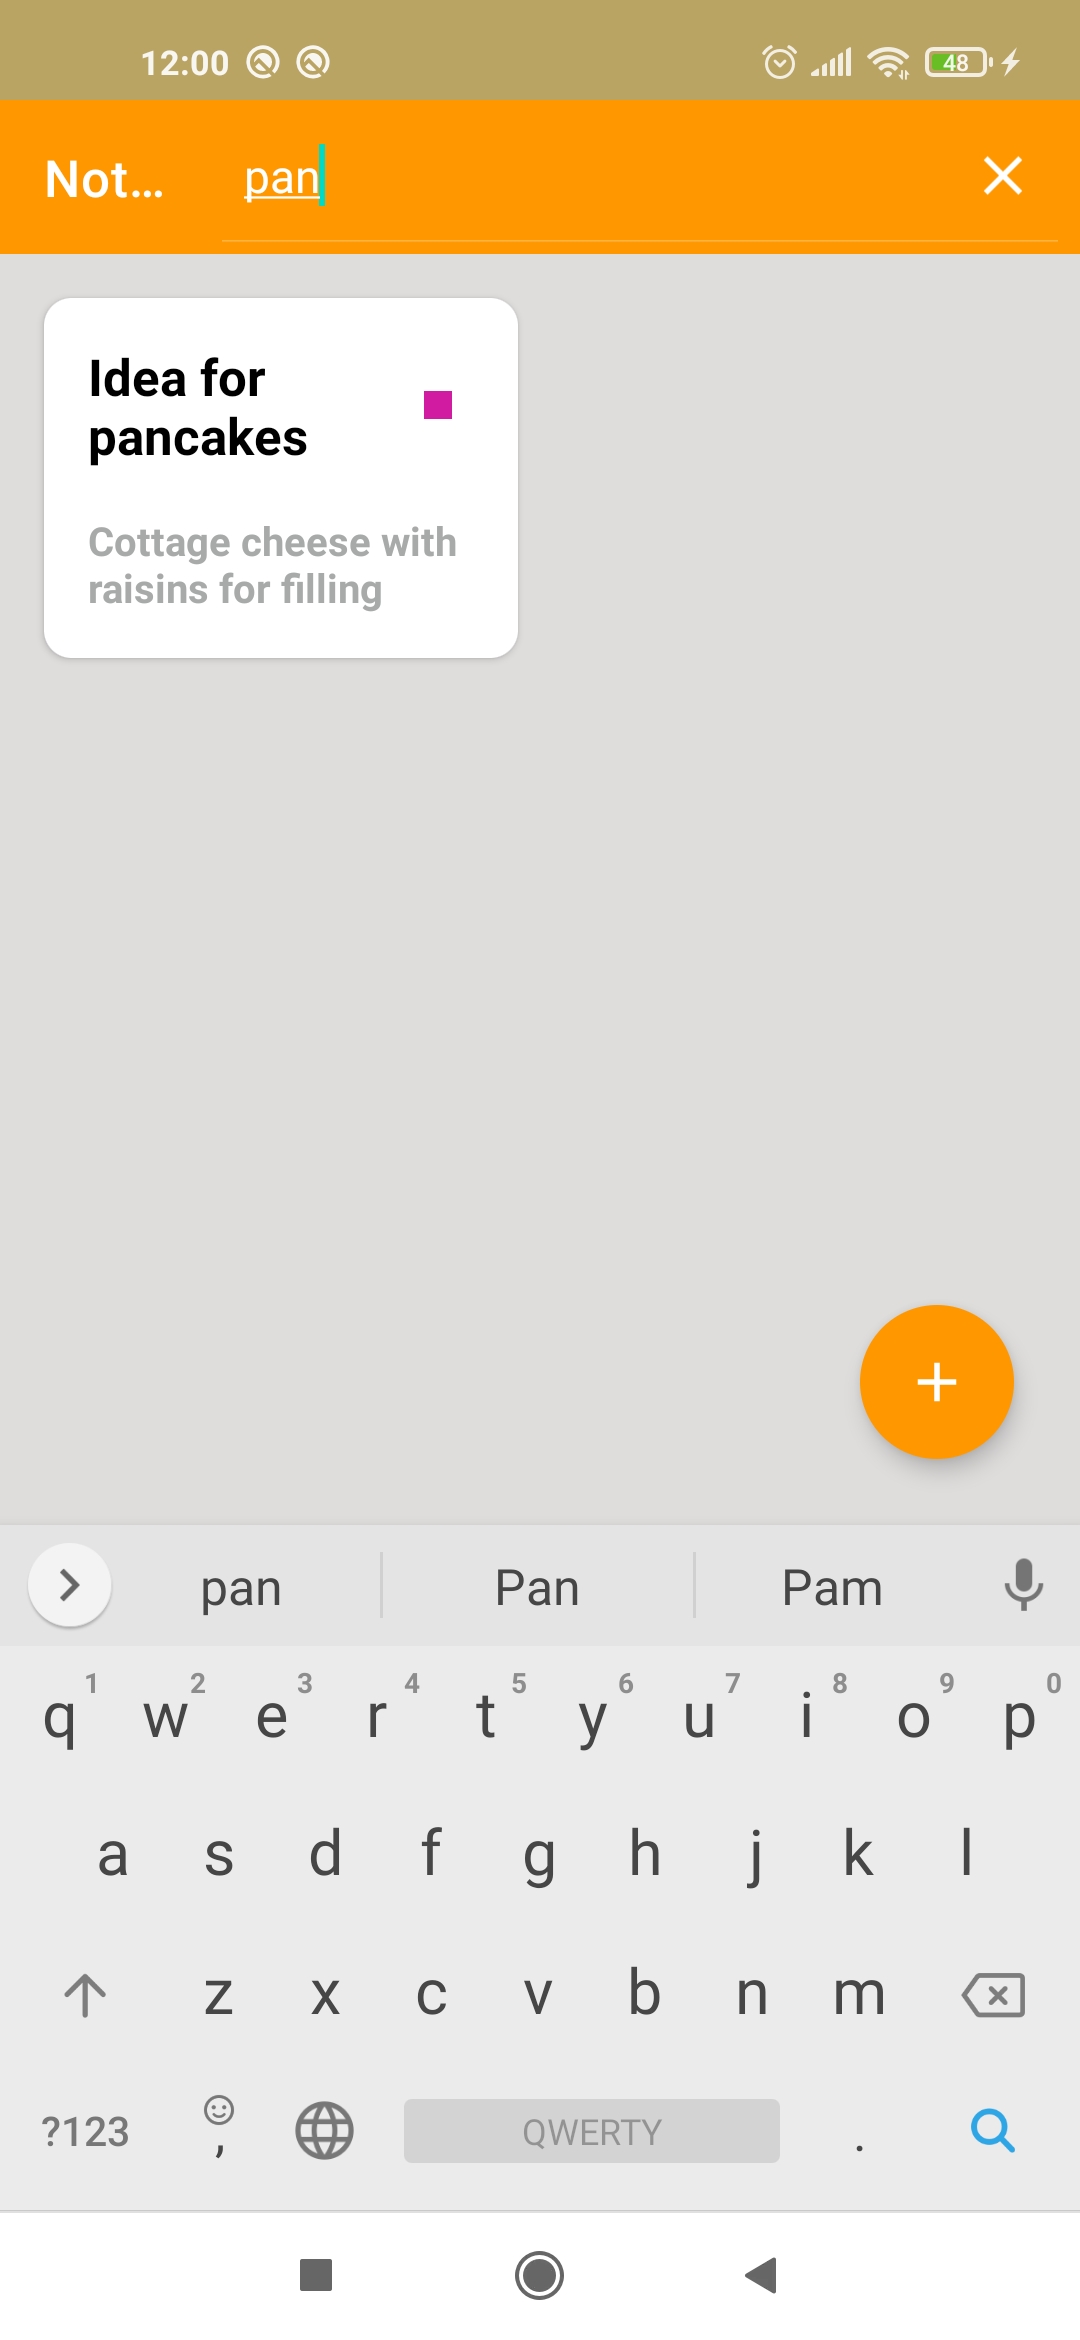 12:00
48
Not...
pan
Idea for
pancakes
Cottage cheese with
raisins for filling
pan Pan Pam
1 2 3 4 5 6 7 8 9 0
q w e r t y u i o p
a s d f g h j k l
z x c v b n m
?123 , QWERTY .